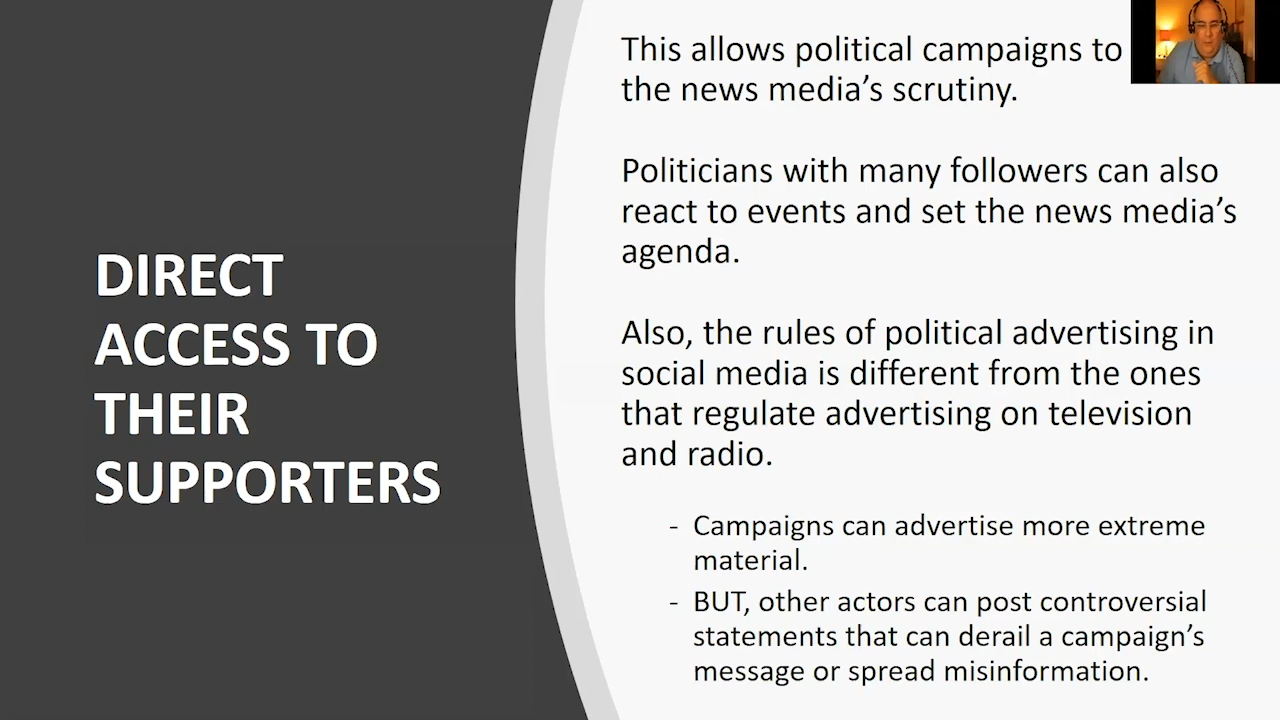 DIRECT
ACCESS TO
THEIR
SUPPORTERS
This allows political campaigns to
the news media’s scrutiny.
Politicians with many followers can also
react to events and set the news media’s
agenda.
Also, the rules of political advertising in
social media is different from the ones
that regulate advertising on television
and radio.
- Campaigns can advertise more extreme
material.
- BUT, other actors can post controversial
statements that can derail a campaign’s
message or spread misinformation.